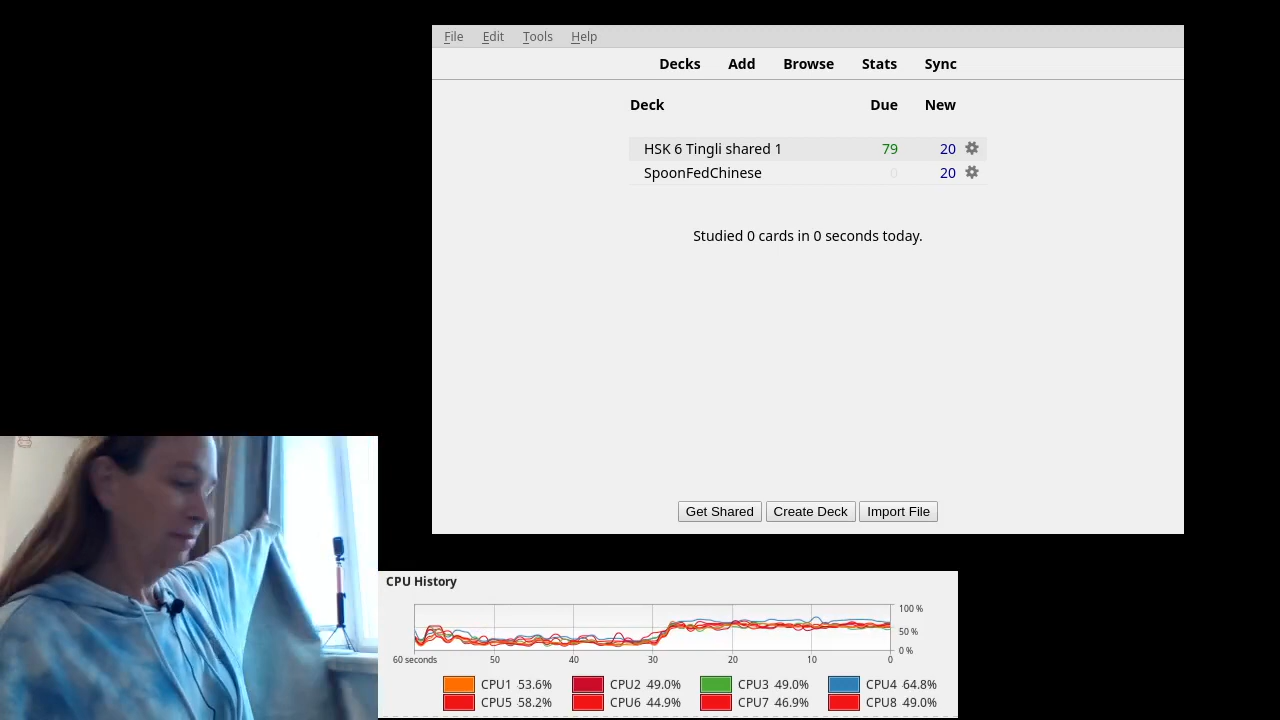 File Edit Tools Help
Decks Add Browse Stats Sync
Deck Due New
HSK 6 Tingli shared 1 79 20
SpoonFedChinese 0 20
Studied 0 cards in 0 seconds today.
Get Shared Create Deck Import File
CPU History
100 %
50 %
0 %
60 seconds 50 40 30 20 10 0
CPU1 53.6% CPU2 49.0% CPU3 49.0% CPU4 64.8%
CPU5 58.2% CPU6 44.9% CPU7 46.9% CPU8 49.0%